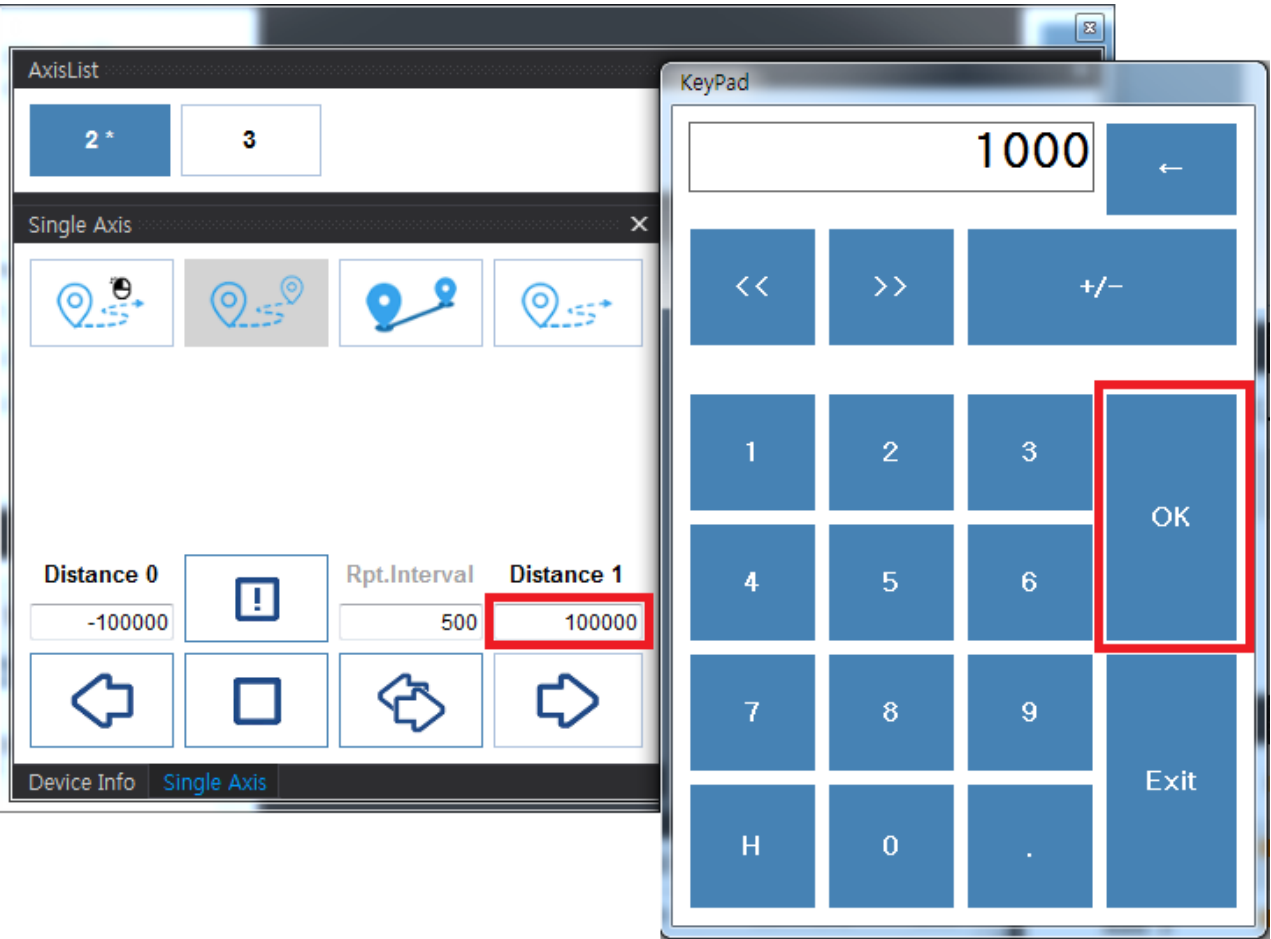 AxisList
2 *
3
Single Axis
Distance 0
Rpt.Interval
Distance 1
-100000
500
100000
Device Info
Single Axis
KeyPad
1000
←
<<
>>
+/-
1
2
3
OK
4
5
6
7
8
9
Exit
H
0
.